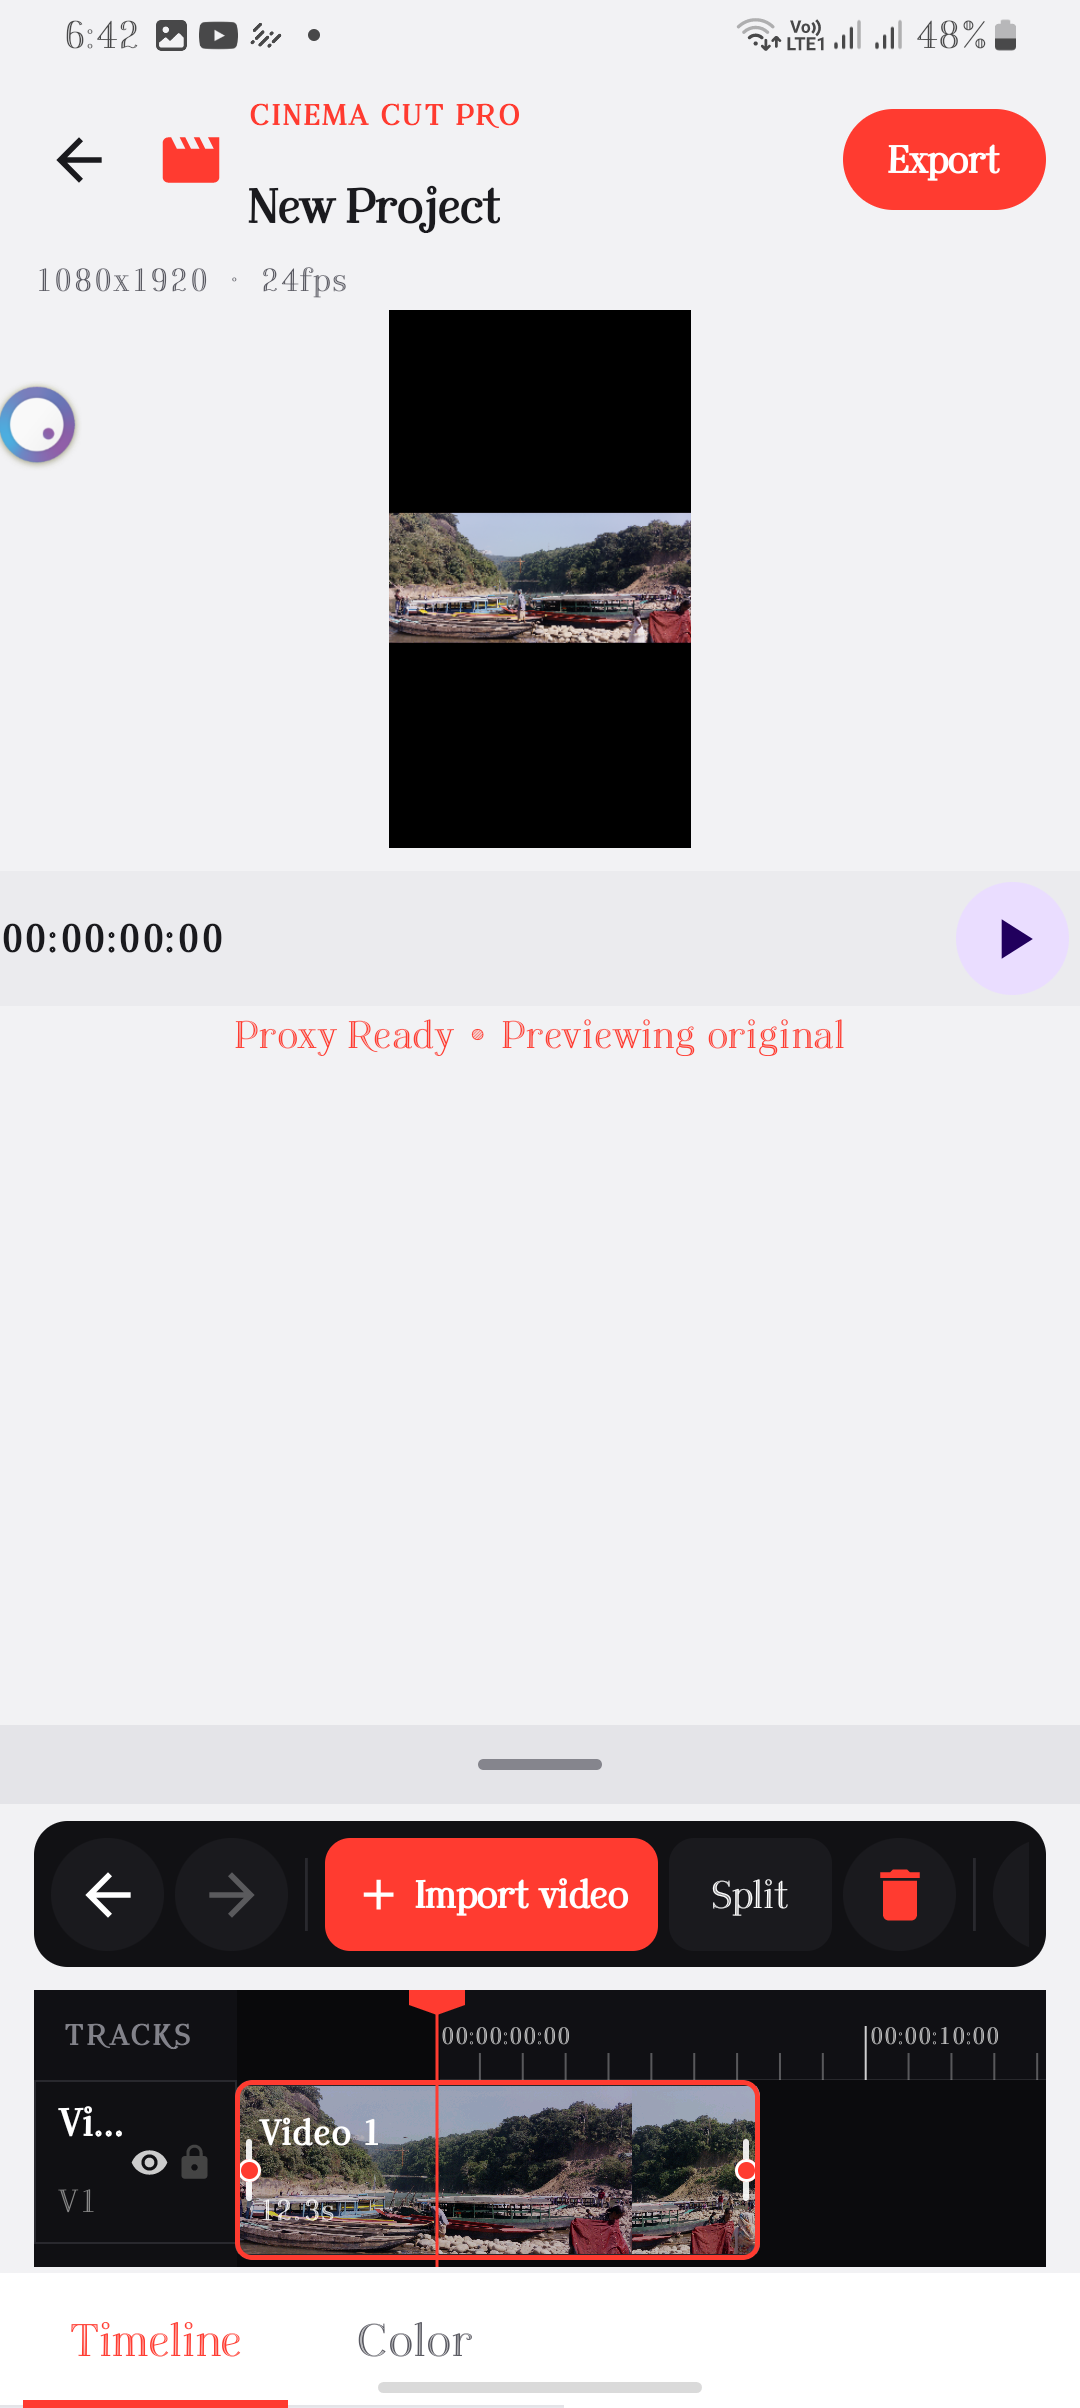 6:42
Vo)) LTE1 48%
CINEMA CUT PRO
New Project
Export
1080x1920 · 24fps
00:00:00:00
Proxy Ready • Previewing original
+ Import video
Split
TRACKS
00:00:00:00
00:00:10:00
Vi...
V1
Video 1
12.3s
Timeline
Color